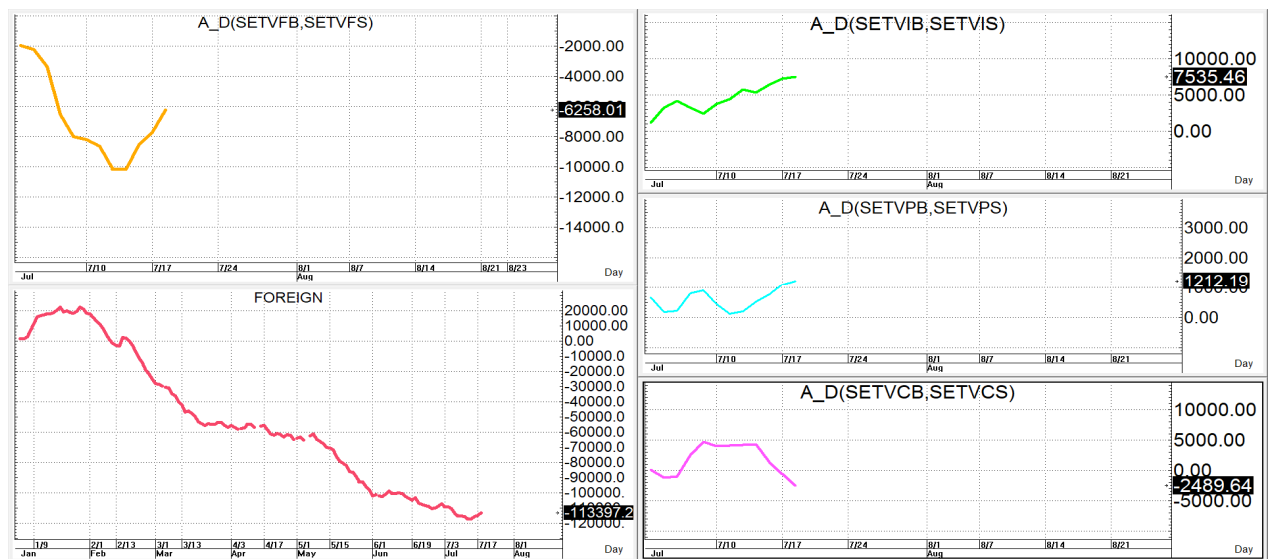 A_D(SETVFB,SETVFS)
-2000.00
-4000.00
-6258.01
-8000.00
-10000.0
-12000.0
-14000.0
7/10 7/17 7/24 8/1 8/7 8/14 8/21 8/23
Jul Aug Day
FOREIGN
20000.00
10000.00
0.00
-10000.0
-20000.0
-30000.0
-40000.0
-50000.0
-60000.0
-70000.0
-80000.0
-90000.0
-100000.
-113397.2
-120000.
1/9 2/1 2/13 3/1 3/13 4/3 4/17 5/1 5/15 6/1 6/19 7/3 7/17 8/1
Jan Feb Mar Apr May Jun Jul Aug Day
A_D(SETVIB,SETVIS)
10000.00
7535.46
5000.00
0.00
7/10 7/17 7/24 8/1 8/7 8/14 8/21
Jul Aug Day
A_D(SETVPB,SETVPS)
3000.00
2000.00
1212.19
1000.00
0.00
7/10 7/17 7/24 8/1 8/7 8/14 8/21
Jul Aug Day
A_D(SETVCB,SETVCS)
10000.00
5000.00
0.00
-2489.64
-5000.00
7/10 7/17 7/24 8/1 8/7 8/14 8/21
Jul Aug Day